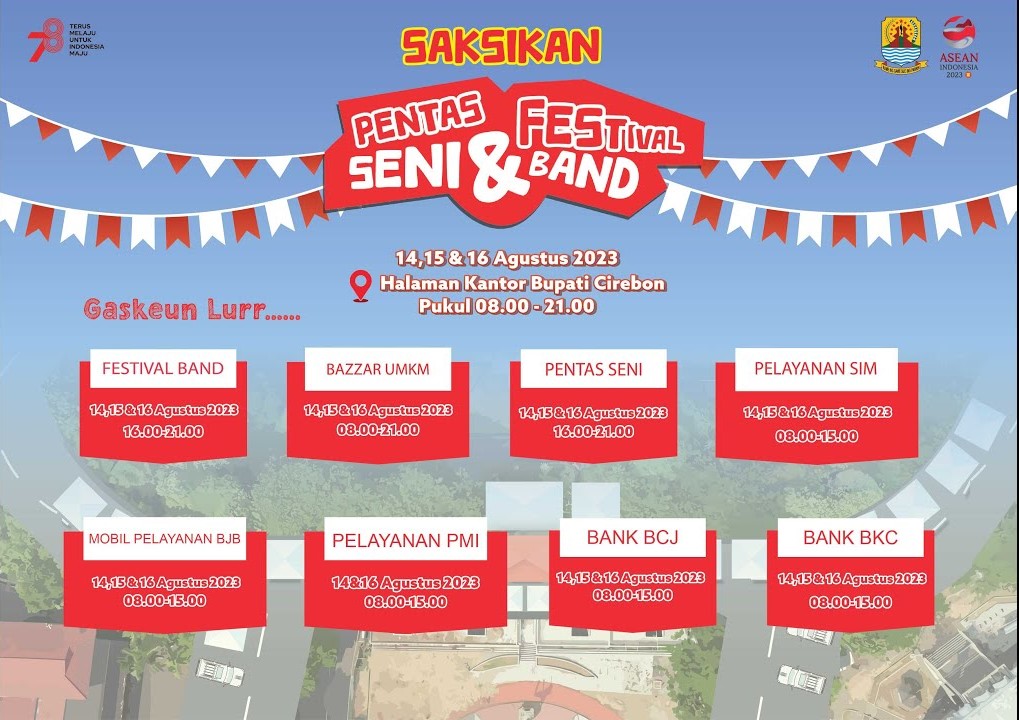 78
TERUS
MELAJU
UNTUK
INDONESIA
MAJU
SAKSIKAN
ASEAN
INDONESIA
2023
PENTAS
SENI & FESTIVAL
BAND
14,15 & 16 Agustus 2023
Halaman Kantor Bupati Cirebon
Pukul 08.00 - 21.00
Gaskeun Lurr......
FESTIVAL BAND
14,15 & 16 Agustus 2023
16.00-21.00
BAZZAR UMKM
14,15 & 16 Agustus 2023
08.00-21.00
PENTAS SENI
14,15 & 16 Agustus 2023
16.00-21.00
PELAYANAN SIM
14,15 & 16 Agustus 2023
08.00-15.00
MOBIL PELAYANAN BJB
14,15 & 16 Agustus 2023
08.00-15.00
PELAYANAN PMI
14&16 Agustus 2023
08.00-15.00
BANK BCJ
14,15 & 16 Agustus 2023
08.00-15.00
BANK BKC
14,15 & 16 Agustus 2023
08.00-15.00